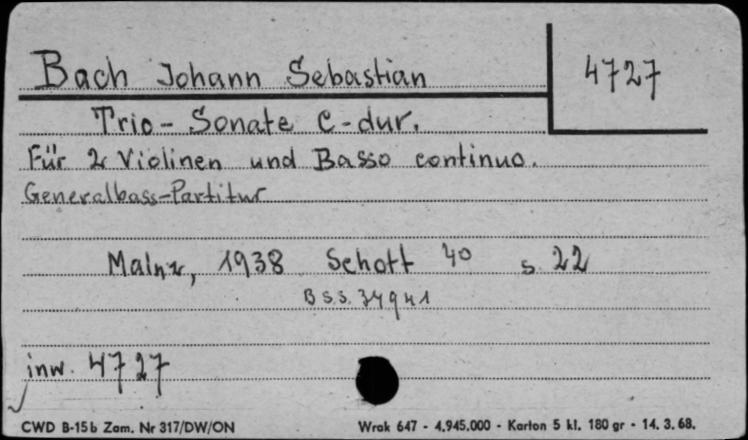 Bach Johann Sebastian 4727
Trio - Sonate C-dur.
Für 2 Violinen und Basso continuo.
Generalbass-Partitur
Mainz, 1938 Schott 4° s. 22
B.S.S. 34941
inw. 4727
CWD B-15b Zam. Nr 317/DW/ON Wrak 647 - 4.945.000 - Karton 5 kl. 180 gr - 14. 3. 68.